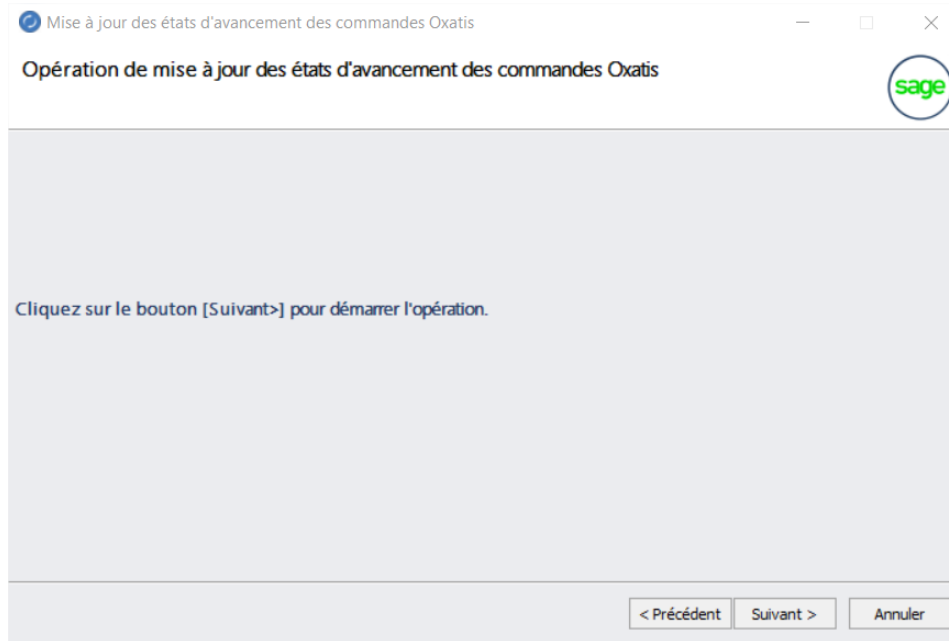 Mise à jour des états d'avancement des commandes Oxatis
Opération de mise à jour des états d'avancement des commandes Oxatis
sage
Cliquez sur le bouton [Suivant>] pour démarrer l'opération.
< Précédent Suivant > Annuler